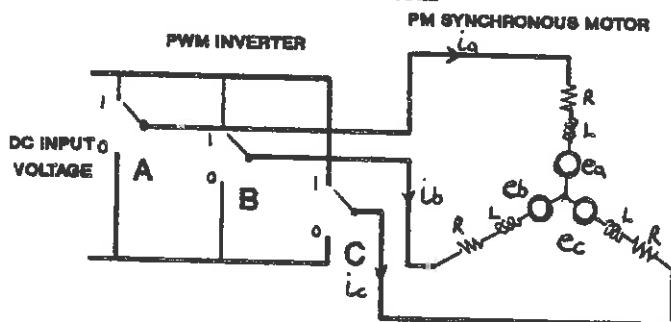 PM SYNCHRONOUS MOTOR
PWM INVERTER
ia
R
L
1
DC INPUT
VOLTAGE
0
A
1
0
B
1
0
C
ib
ic
ea
eb
ec
L
R
L
R